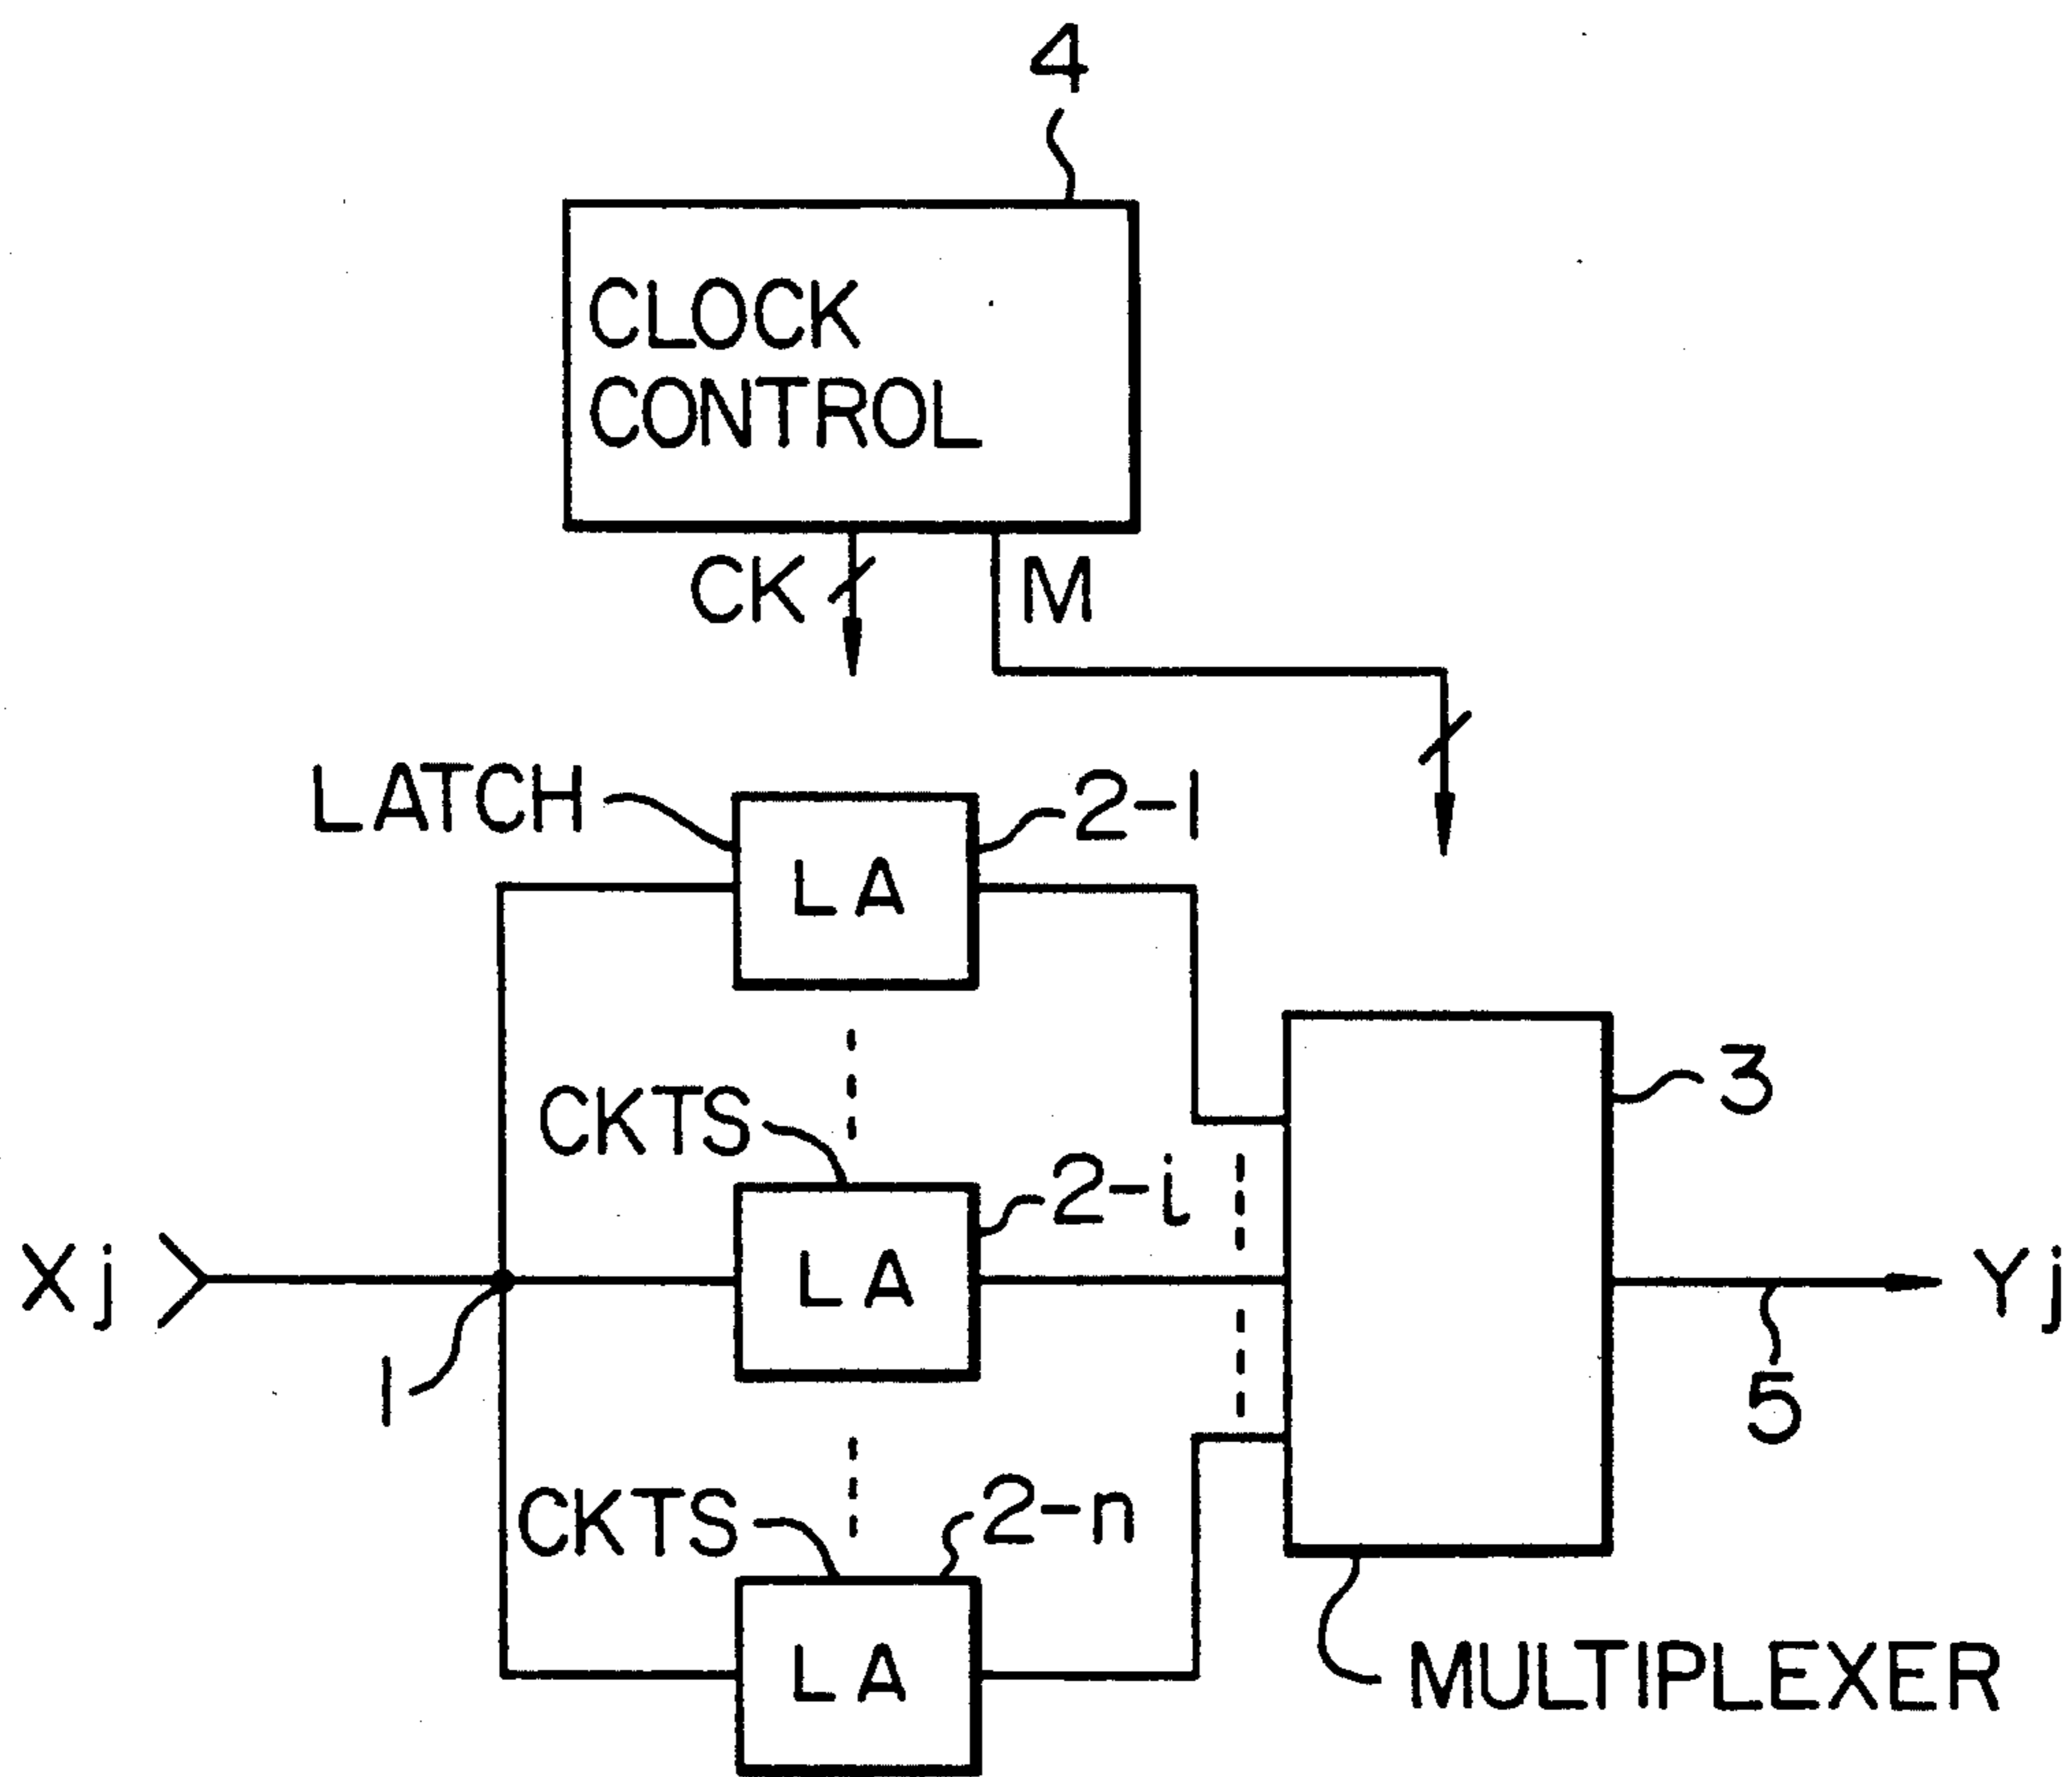 4
CLOCK
CONTROL
CK
M
LATCH
2-1
LA
CKTS
2-i
3
Xj
LA
Yj
1
5
CKTS
2-n
LA
MULTIPLEXER